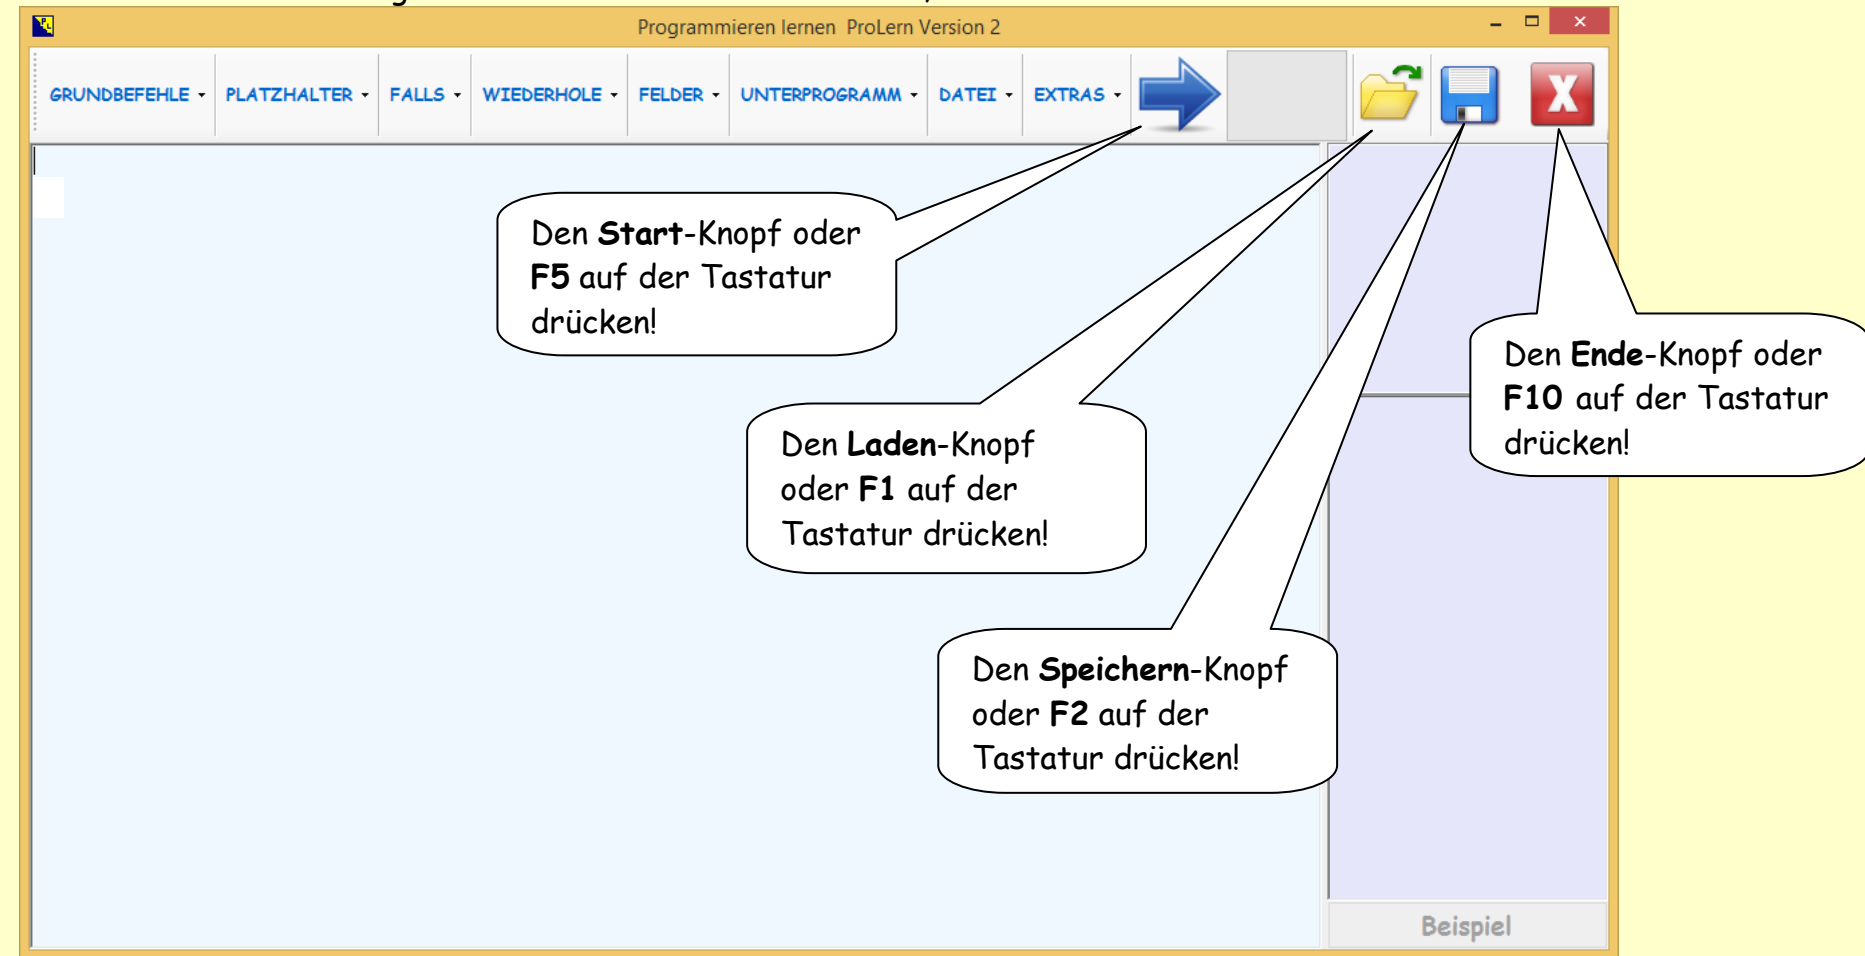 Programmieren lernen ProLern Version 2
GRUNDBEFEHLE PLATZHALTER FALLS WIEDERHOLE FELDER UNTERPROGRAMM DATEI EXTRAS
Den Start-Knopf oder
F5 auf der Tastatur
drücken!
Den Ende-Knopf oder
F10 auf der Tastatur
drücken!
Den Laden-Knopf
oder F1 auf der
Tastatur drücken!
Den Speichern-Knopf
oder F2 auf der
Tastatur drücken!
Beispiel